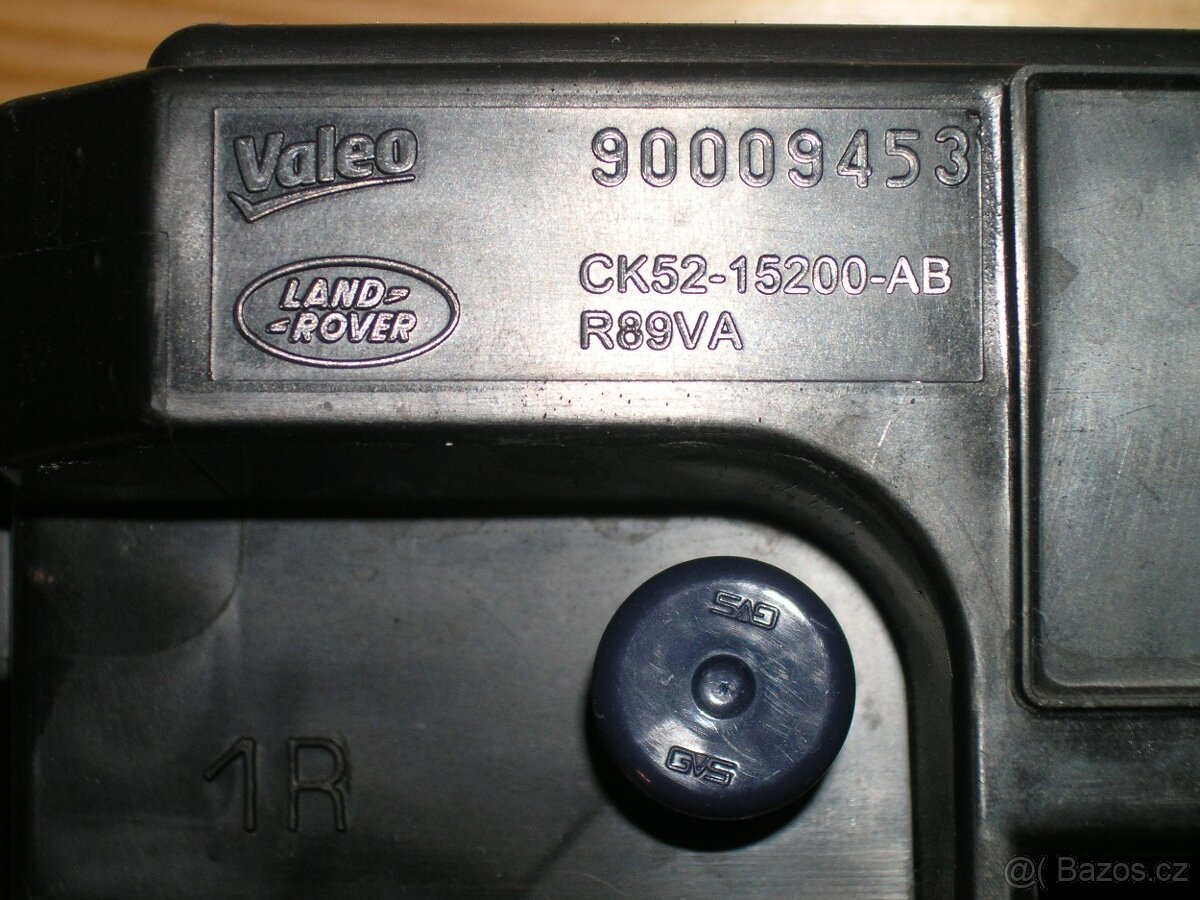 Valeo 90009453
CK52-15200-AB
LAND-
-ROVER
R89VA
GVS
GVS
1R
@( Bazos.cz